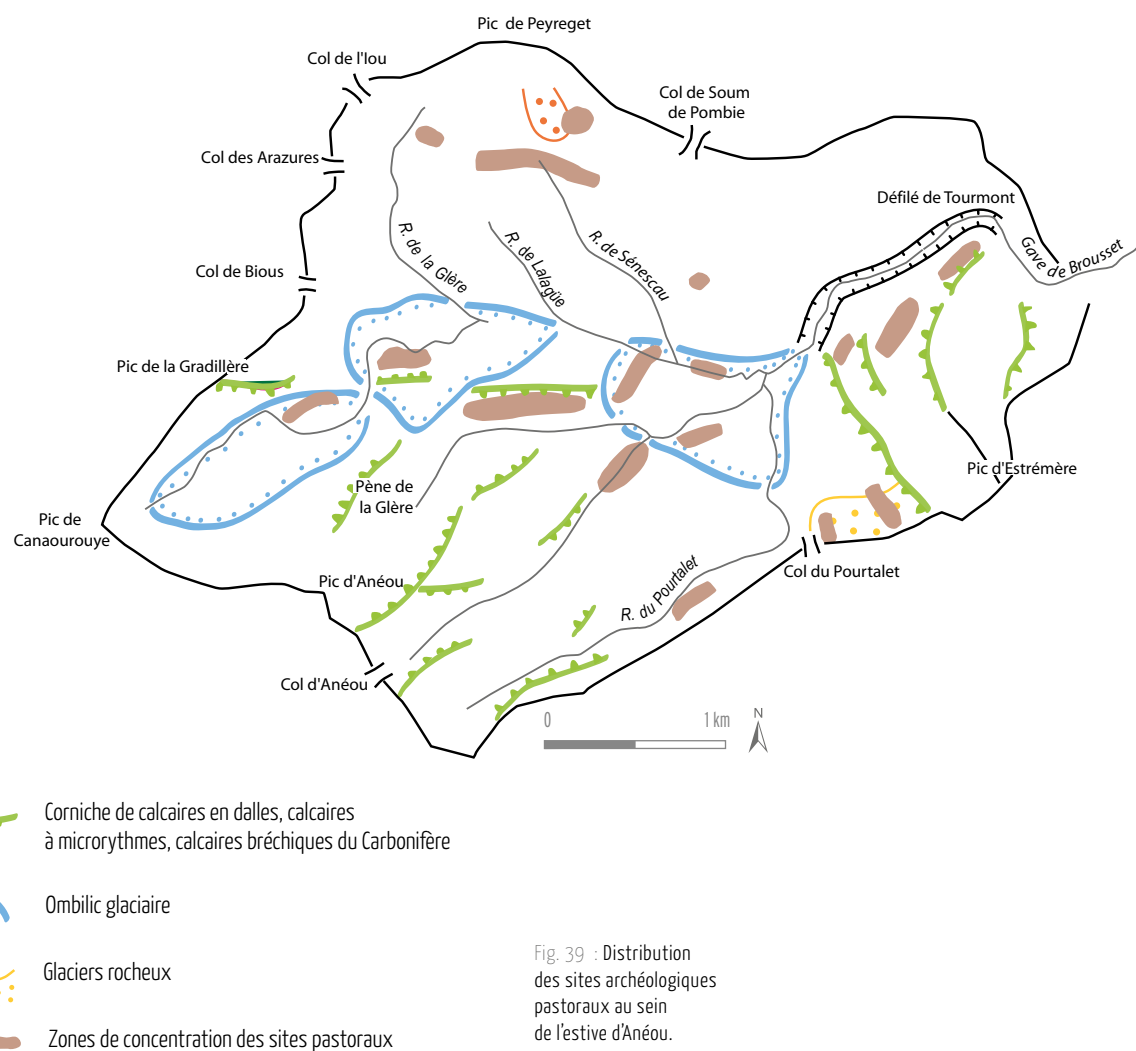 Pic de Peyreget
Col de l'Iou
Col de Soum
de Pombie
Col des Arazures
Défilé de Tourmont
R. de la Glère
R. de Lalagüe
R. de Sénescau
Gave de Brousset
Col de Bious
Pic de la Gradillère
Pène de
la Glère
Pic d'Estrémère
Pic de
Canaourouye
Pic d'Anéou
R. du Pourtalet
Col du Pourtalet
Col d'Anéou
0
1 km
N
Corniche de calcaires en dalles, calcaires
à microrythmes, calcaires bréchiques du Carbonifère
Ombilic glaciaire
Glaciers rocheux
Zones de concentration des sites pastoraux
Fig. 39 : Distribution
des sites archéologiques
pastoraux au sein
de l'estive d'Anéou.